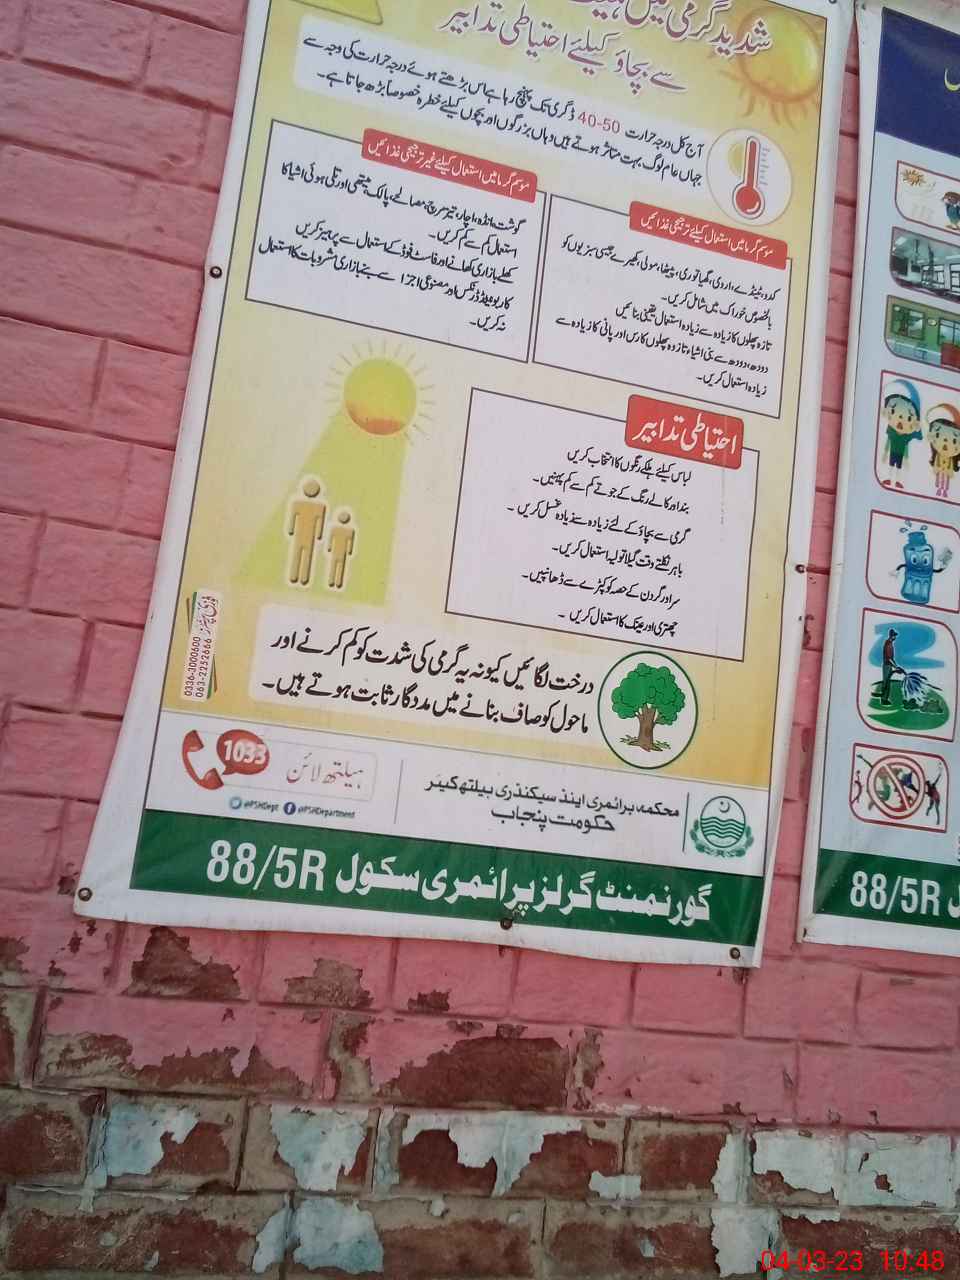 شدید گرمی میں
سے بچاؤ کیلئے احتیاطی تدابیر
آج کل درجہ حرارت 50-40 ڈگری تک پہنچ رہا ہے اس بڑھتے ہوئے درجہ حرارت کی وجہ سے
جہاں عام لوگ بہت متاثر ہوتے ہیں وہاں بزرگوں اور بچوں کیلئے خطرہ خصوصاً بڑھ جاتا ہے۔
موسم گرما میں استعمال کیلئے ترجیحی غذائیں
کدو، ٹینڈے، اروی، گھیا توری، پیٹھا، مولی، کھیرے جیسی سبزیوں کو
بالخصوص خوراک میں شامل کریں۔
تازہ پھلوں کا زیادہ سے زیادہ استعمال یقینی بنائیں
دودھ، دودھ سے بنی اشیاء تازہ پھلوں کا رس اور پانی کا زیادہ سے
زیادہ استعمال کریں۔
موسم گرما میں استعمال کیلئے غیر ترجیحی غذائیں
گوشت، انڈہ، اچار، تیز مرچ، مصالحے، پالک، میتھی اور تلی ہوئی اشیا کا
استعمال کم سے کم کریں۔
کھلے بازاری کھانے اور فاسٹ فوڈ کے استعمال سے پرہیز کریں
کاربونیٹڈ ڈرنکس اور مصنوعی اجزا سے بنے بازاری مشروبات کا استعمال
نہ کریں۔
احتیاطی تدابیر
لباس کیلئے ہلکے رنگوں کا انتخاب کریں
بند اور کالے رنگ کے جوتے کم سے کم پہنیں۔
گرمی سے بچاؤ کے لئے زیادہ سے زیادہ غسل کریں۔
باہر نکلتے وقت گیلا تولیہ استعمال کریں۔
سر اور گردن کے حصہ کو کپڑے سے ڈھانپیں۔
چھتری اور عینک کا استعمال کریں۔
درخت لگائیں کیونہ یہ گرمی کی شدت کو کم کرنے اور
ماحول کو صاف بنانے میں مددگار ثابت ہوتے ہیں۔
0336-3000600
063-2252666
1033
ہیلتھ لائن
@PSHDept @PSHDepartment
محکمہ پرائمری اینڈ سیکنڈری ہیلتھ کیئر
حکومت پنجاب
گورنمنٹ گرلز پرائمری سکول 88/5R
88/5R
04-03-23 10:48